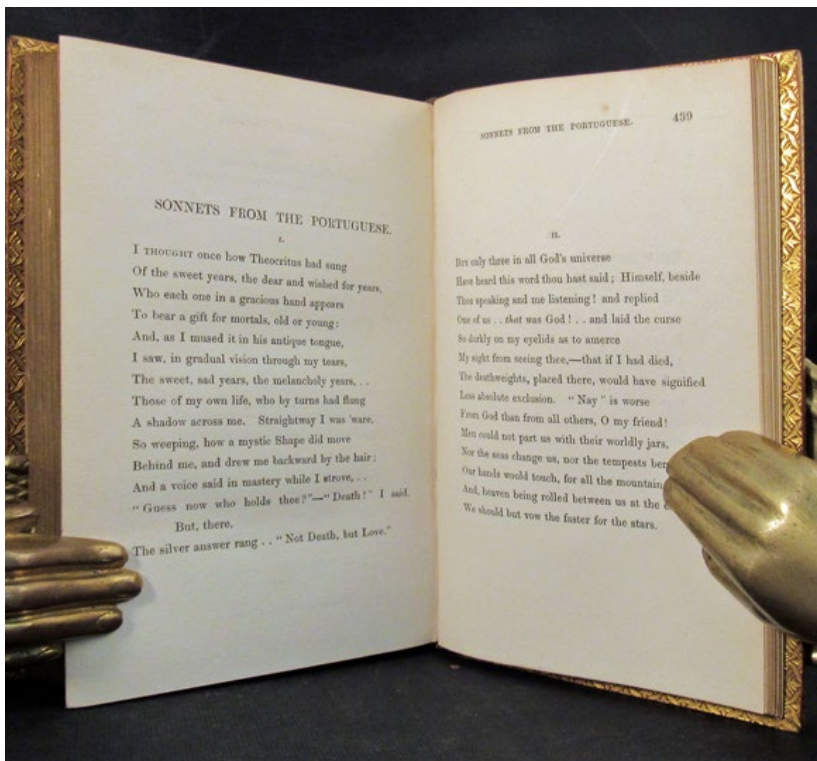 SONNETS FROM THE PORTUGUESE.
I.
I THOUGHT once how Theocritus had sung
Of the sweet years, the dear and wished for years,
Who each one in a gracious hand appears
To bear a gift for mortals, old or young:
And, as I mused it in his antique tongue,
I saw, in gradual vision through my tears,
The sweet, sad years, the melancholy years, . .
Those of my own life, who by turns had flung
A shadow across me. Straightway I was 'ware,
So weeping, how a mystic Shape did move
Behind me, and drew me backward by the hair;
And a voice said in mastery while I strove, . .
"Guess now who holds thee?"—"Death!" I said.
But, there,
The silver answer rang . . "Not Death, but Love."
SONNETS FROM THE PORTUGUESE. 439
II.
BUT only three in all God's universe
Have heard this word thou hast said; Himself, beside
Thee speaking and me listening! and replied
One of us . . that was God! . . and laid the curse
So darkly on my eyelids as to amerce
My sight from seeing thee,—that if I had died,
The deathweights, placed there, would have signified
Less absolute exclusion. "Nay" is worse
From God than from all others, O my friend!
Men could not part us with their worldly jars,
Nor the seas change us, nor the tempests
Our hands would touch, for all the mountain
And, heaven being rolled between us at the
We should but vow the faster for the stars.